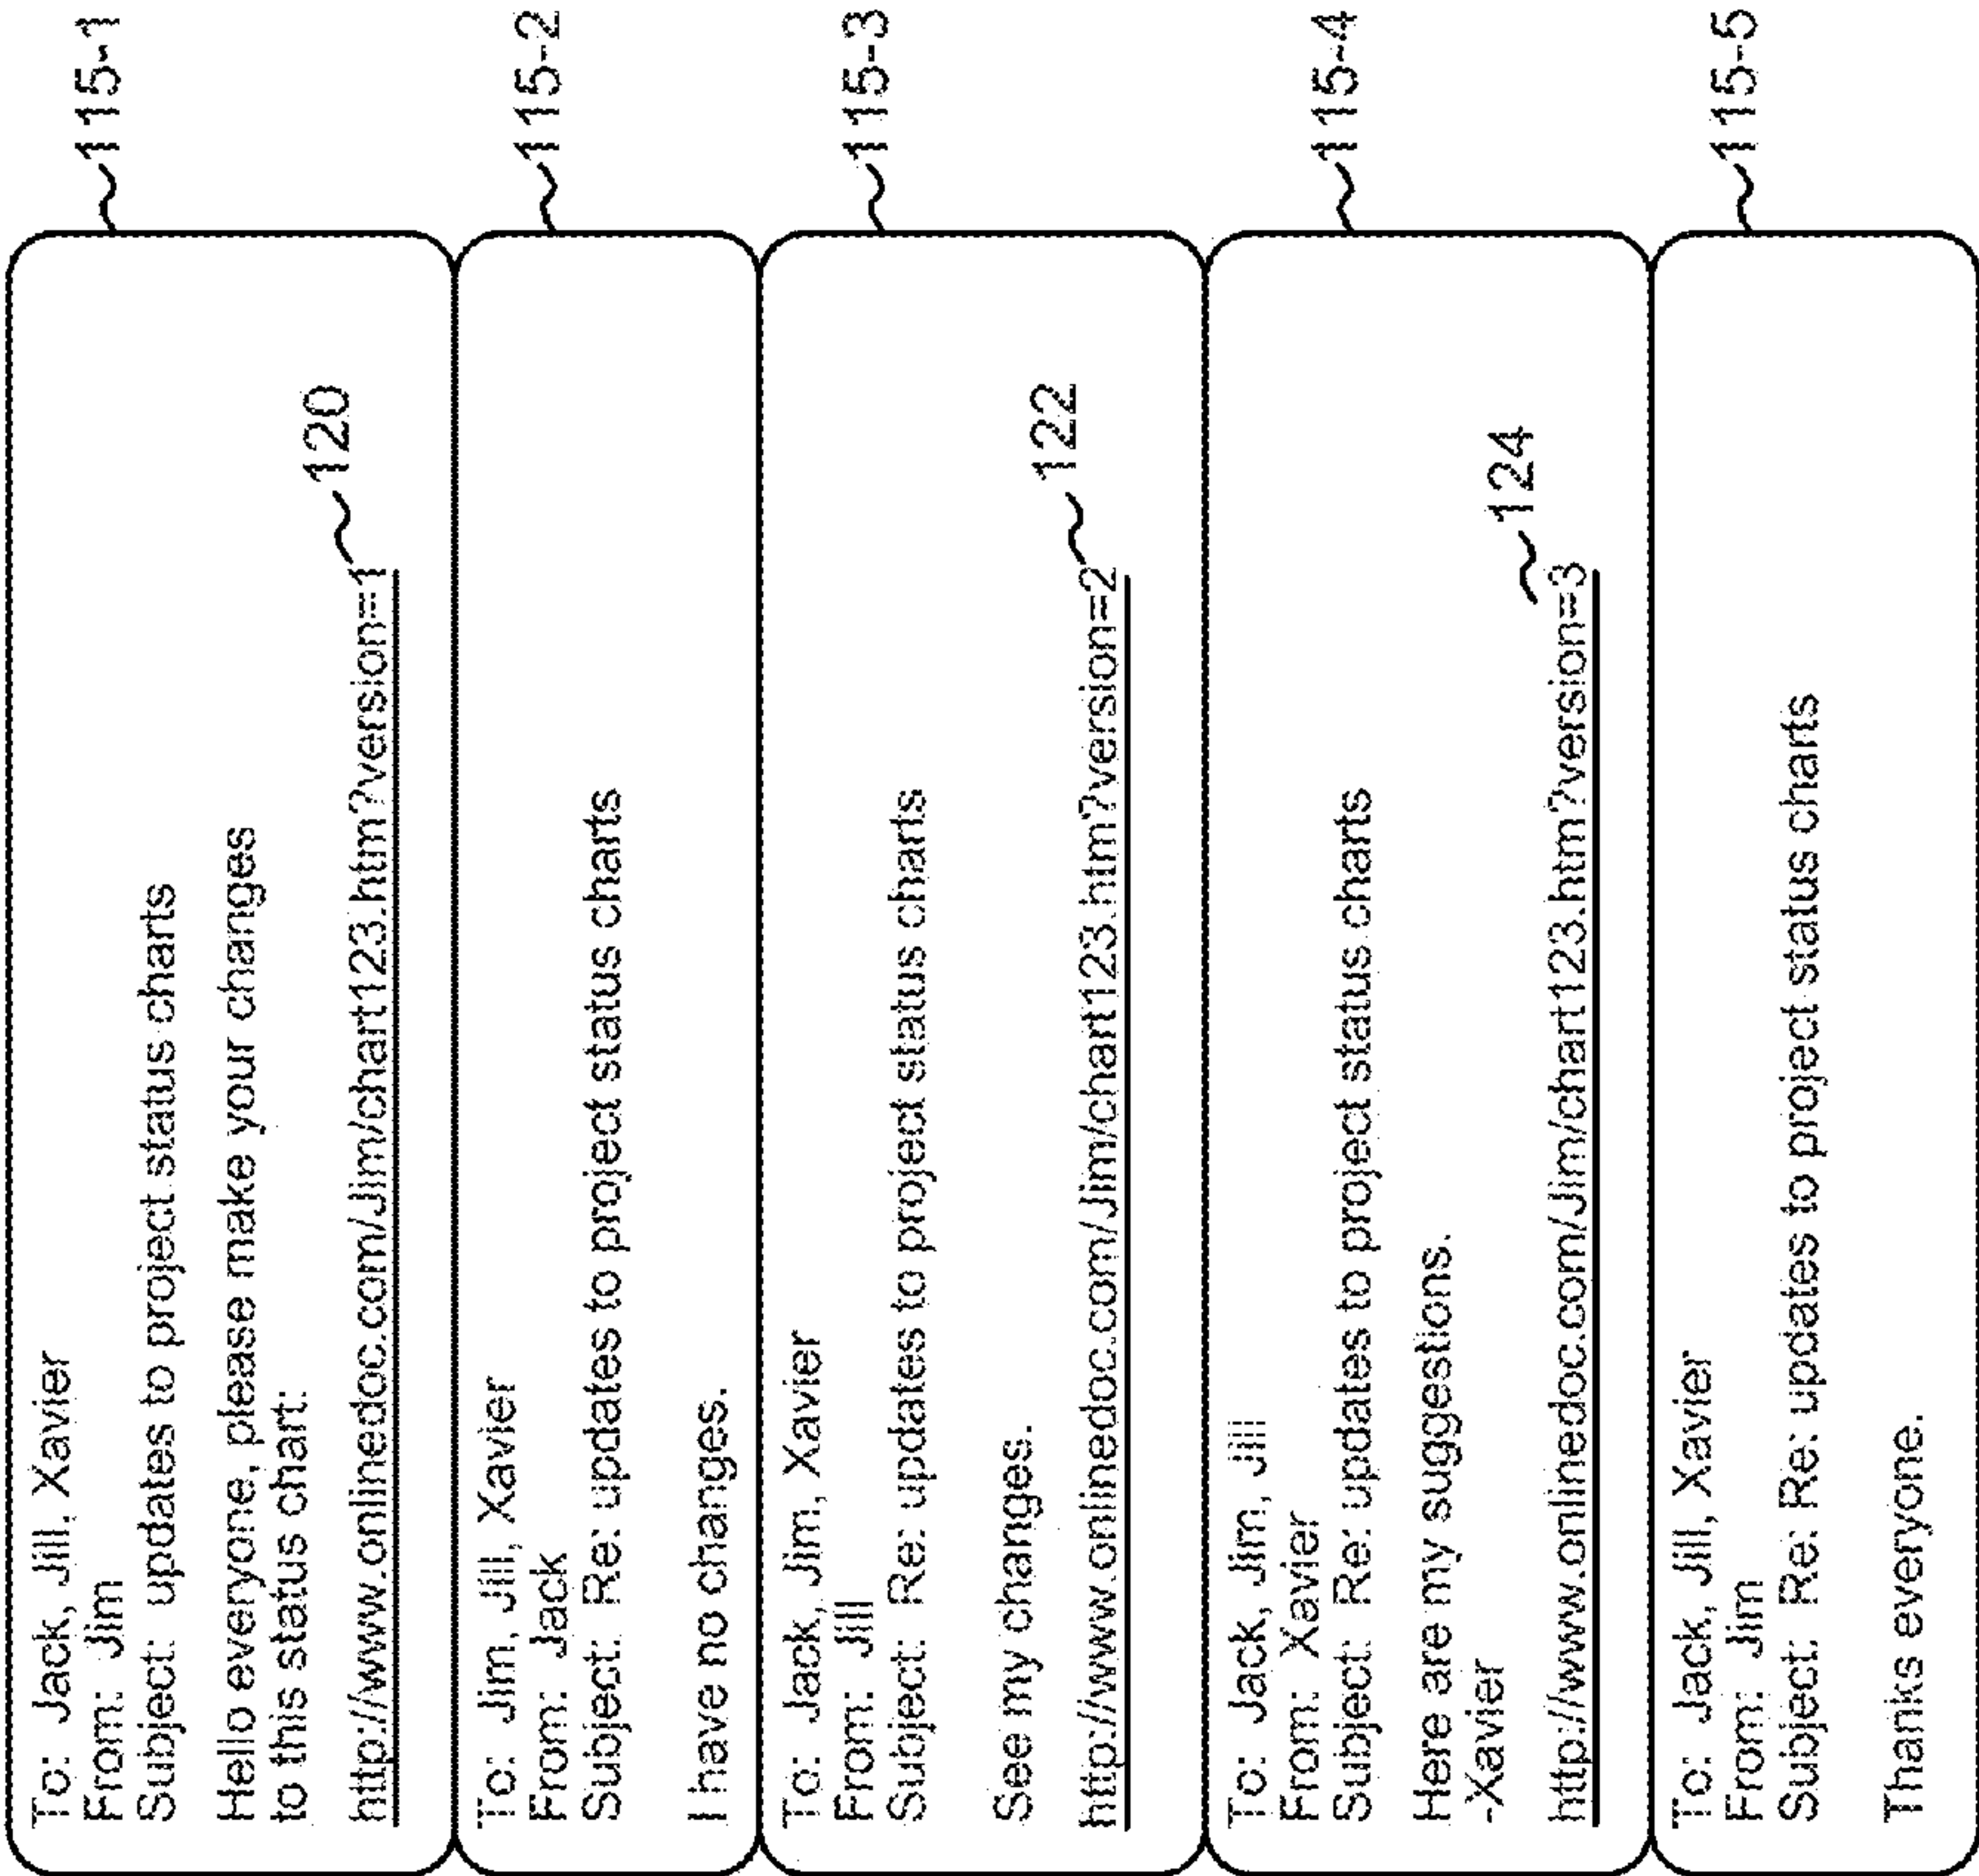 To: Jack, Jill, Xavier
From: Jim
Subject: updates to project status charts
Hello everyone, please make your changes
to this status chart:
http://www.onlinedoc.com/Jim/chart123.htm?version=1
120
115-1
To: Jim, Jill, Xavier
From: Jack
Subject: Re: updates to project status charts
I have no changes.
115-2
To: Jack, Jim, Xavier
From: Jill
Subject: Re: updates to project status charts
See my changes.
http://www.onlinedoc.com/Jim/chart123.htm?version=2
122
115-3
To: Jack, Jim, Jill
From: Xavier
Subject: Re: updates to project status charts
Here are my suggestions.
-Xavier
http://www.onlinedoc.com/Jim/chart123.htm?version=3
124
115-4
To: Jack, Jill, Xavier
From: Jim
Subject: Re: Re: updates to project status charts
Thanks everyone.
115-5